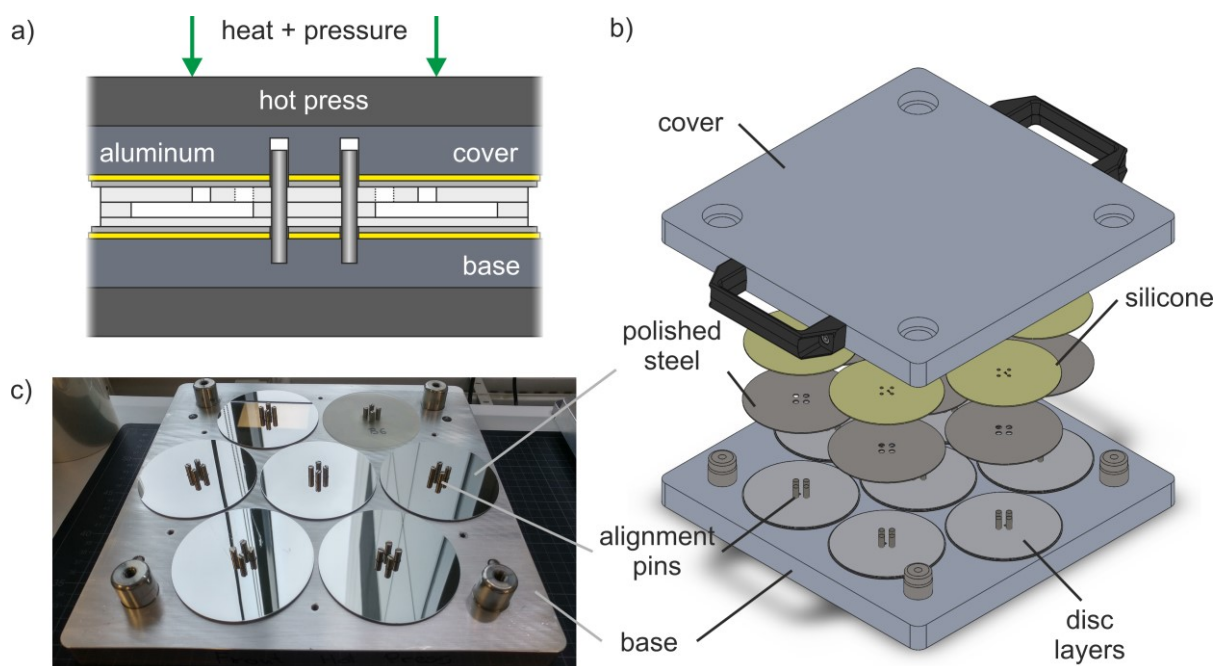 a)
heat + pressure
hot press
aluminum
cover
base
b)
cover
silicone
polished
steel
c)
alignment
pins
base
disc
layers